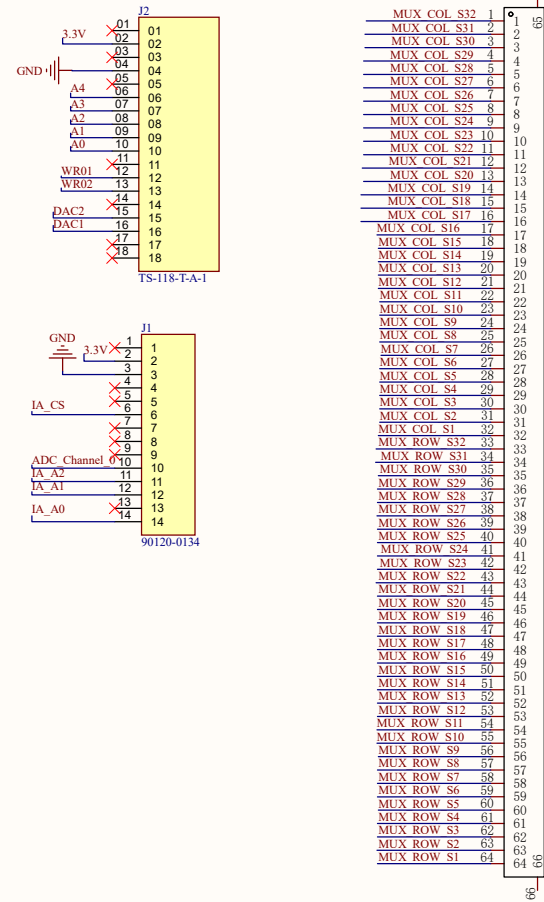 J2
01 01
3.3V 02 02
03 03
GND 04 04
05 05
A4 06 06
A3 07 07
A2 08 08
A1 09 09
A0 10 10
11 11
WR01 12 12
WR02 13 13
14 14
DAC2 15 15
DAC1 16 16
17 17
18 18
TS-118-T-A-1
J1
1 1
3.3V 2 2
GND 3 3
4 4
5 5
IA_CS 6 6
7 7
8 8
9 9
ADC_Channel_0 10 10
IA_A2 11 11
IA_A1 12 12
13 13
IA_A0 14 14
90120-0134
65
MUX COL S32 1 1
MUX COL S31 2 2
MUX COL S30 3 3
MUX COL S29 4 4
MUX COL S28 5 5
MUX COL S27 6 6
MUX COL S26 7 7
MUX COL S25 8 8
MUX COL S24 9 9
MUX COL S23 10 10
MUX COL S22 11 11
MUX COL S21 12 12
MUX COL S20 13 13
MUX COL S19 14 14
MUX COL S18 15 15
MUX COL S17 16 16
MUX COL S16 17 17
MUX COL S15 18 18
MUX COL S14 19 19
MUX COL S13 20 20
MUX COL S12 21 21
MUX COL S11 22 22
MUX COL S10 23 23
MUX COL S9 24 24
MUX COL S8 25 25
MUX COL S7 26 26
MUX COL S6 27 27
MUX COL S5 28 28
MUX COL S4 29 29
MUX COL S3 30 30
MUX COL S2 31 31
MUX COL S1 32 32
MUX ROW S32 33 33
MUX ROW S31 34 34
MUX ROW S30 35 35
MUX ROW S29 36 36
MUX ROW S28 37 37
MUX ROW S27 38 38
MUX ROW S26 39 39
MUX ROW S25 40 40
MUX ROW S24 41 41
MUX ROW S23 42 42
MUX ROW S22 43 43
MUX ROW S21 44 44
MUX ROW S20 45 45
MUX ROW S19 46 46
MUX ROW S18 47 47
MUX ROW S17 48 48
MUX ROW S16 49 49
MUX ROW S15 50 50
MUX ROW S14 51 51
MUX ROW S13 52 52
MUX ROW S12 53 53
MUX ROW S11 54 54
MUX ROW S10 55 55
MUX ROW S9 56 56
MUX ROW S8 57 57
MUX ROW S7 58 58
MUX ROW S6 59 59
MUX ROW S5 60 60
MUX ROW S4 61 61
MUX ROW S3 62 62
MUX ROW S2 63 63
MUX ROW S1 64 64
66
66